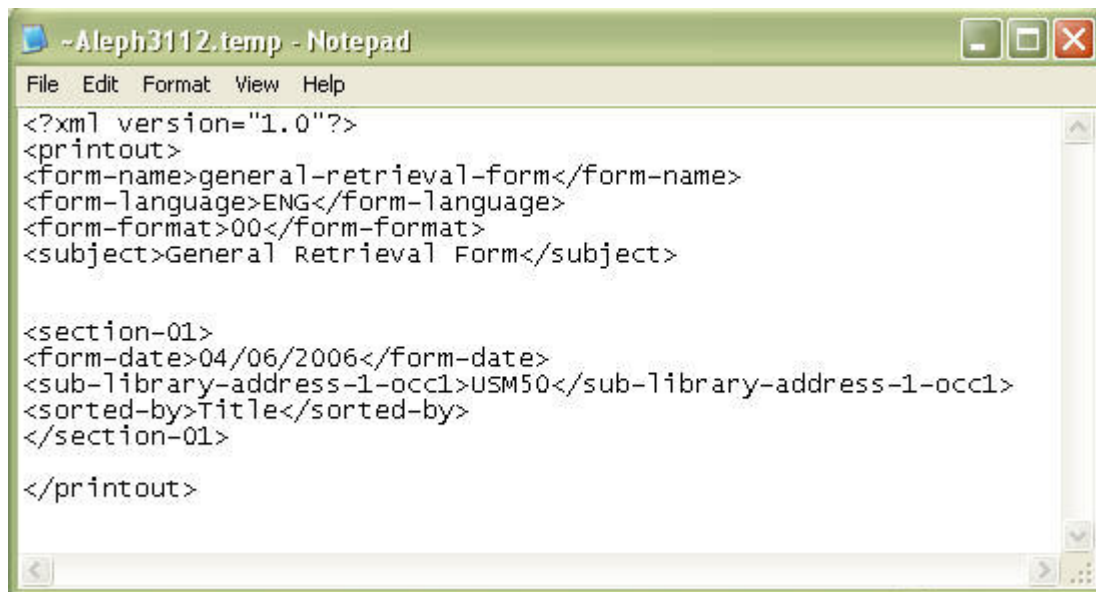 ~Aleph3112.temp - Notepad
File Edit Format View Help
<?xml version="1.0"?>
<printout>
<form-name>general-retrieval-form</form-name>
<form-language>ENG</form-language>
<form-format>00</form-format>
<subject>General Retrieval Form</subject>
<section-01>
<form-date>04/06/2006</form-date>
<sub-library-address-1-occ1>USM50</sub-library-address-1-occ1>
<sorted-by>Title</sorted-by>
</section-01>
</printout>